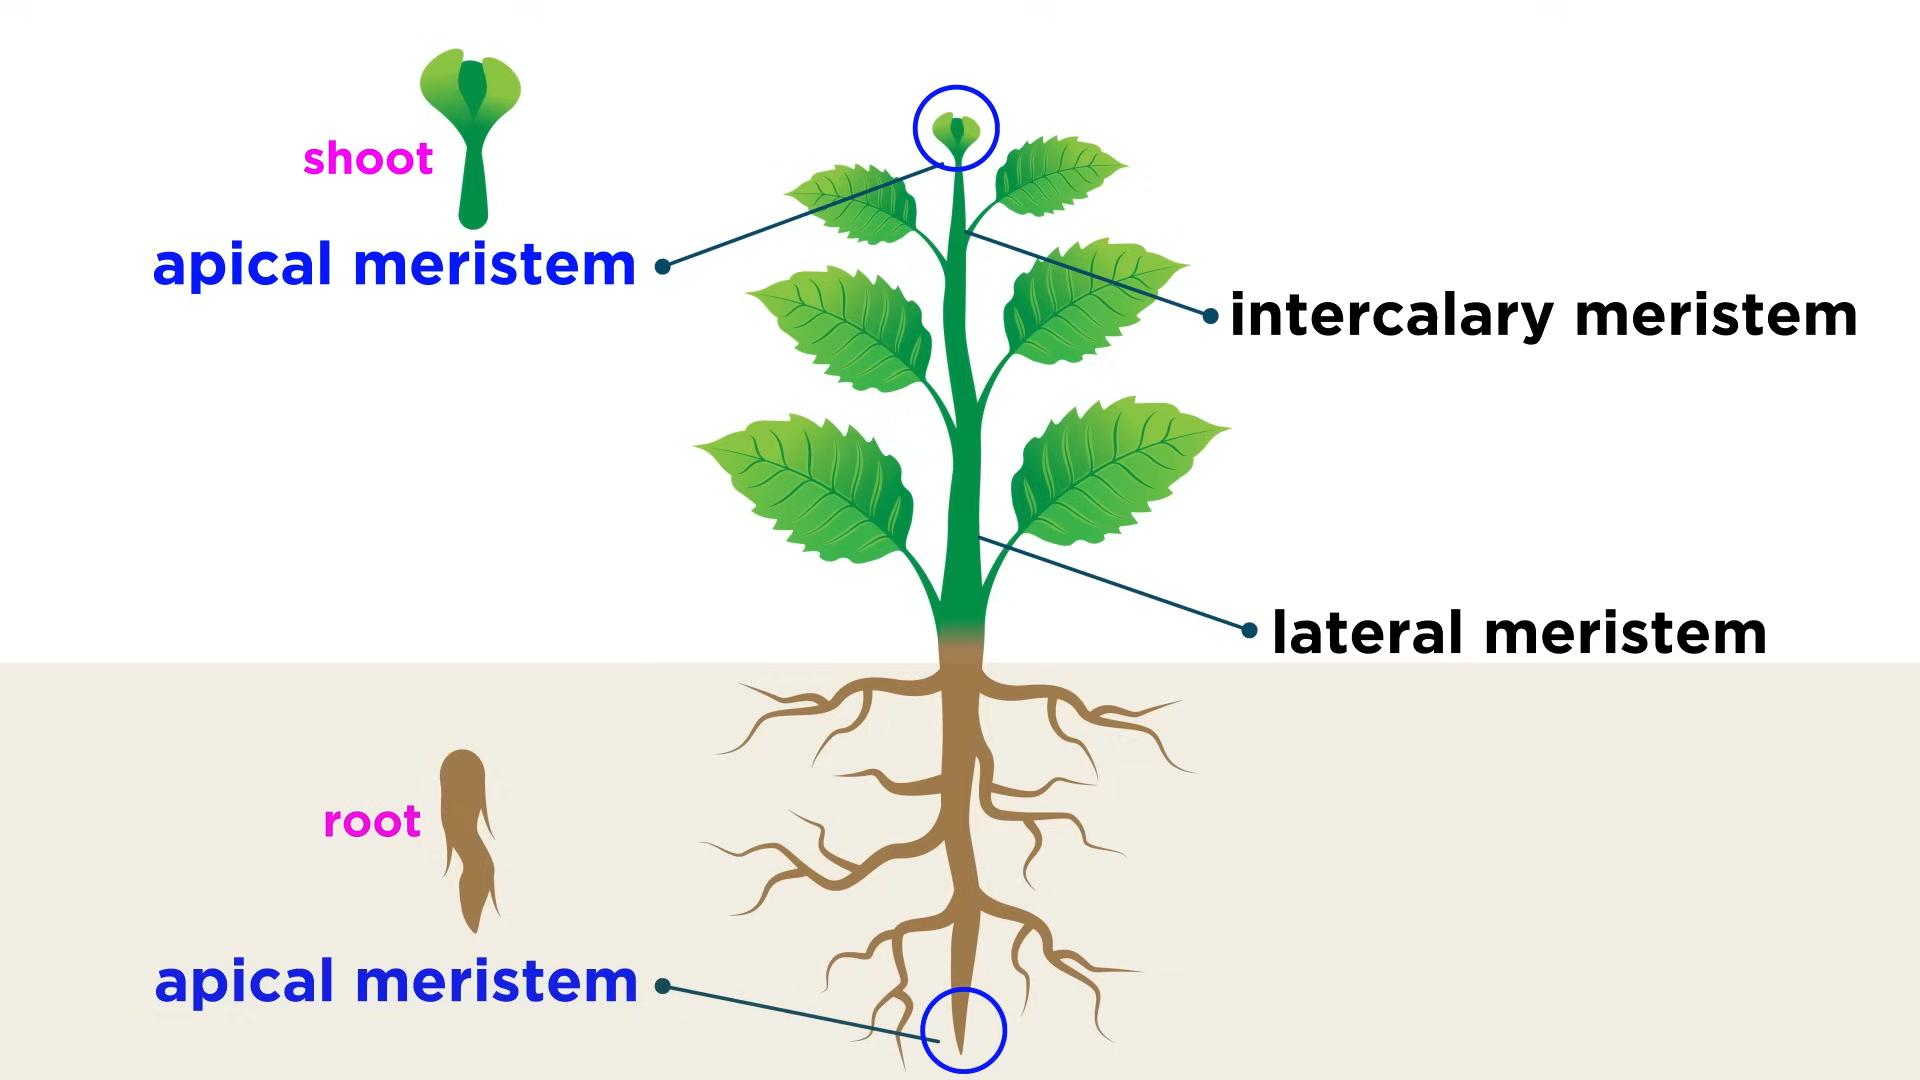 shoot
apical meristem
intercalary meristem
lateral meristem
root
apical meristem